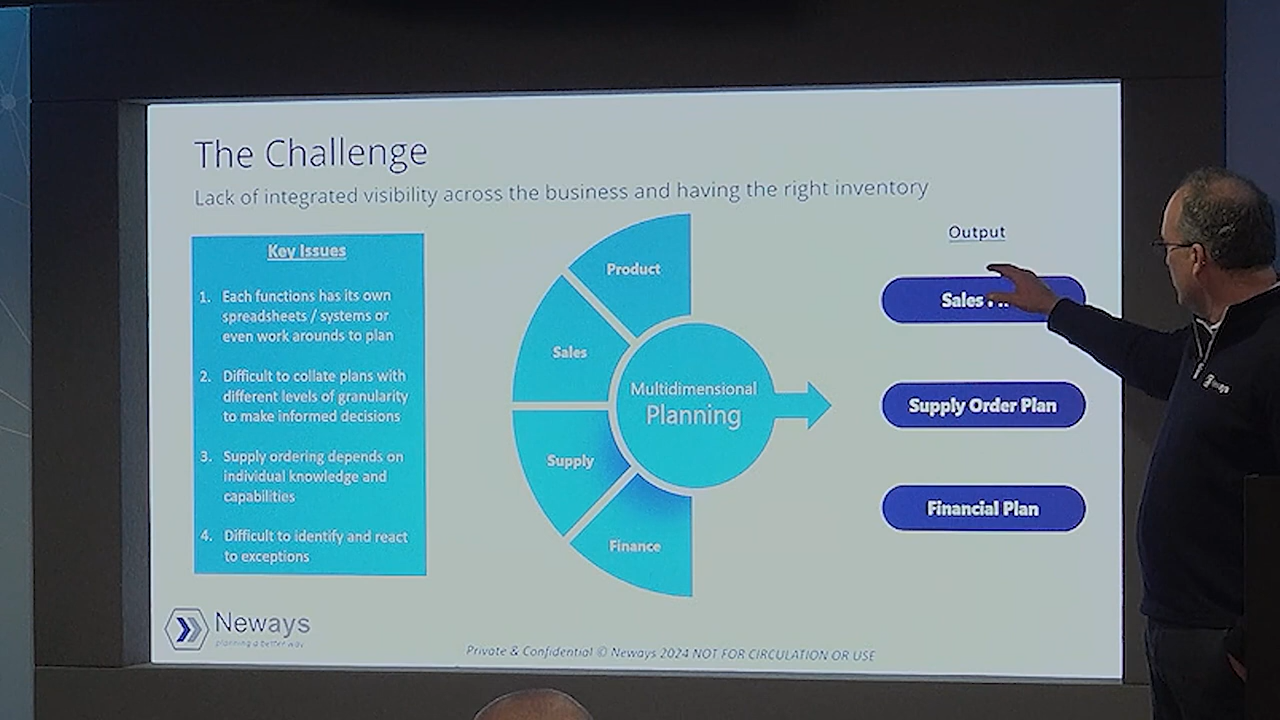 The Challenge
Lack of integrated visibility across the business and having the right inventory
Key Issues
1. Each functions has its own
spreadsheets / systems or
even work arounds to plan
2. Difficult to collate plans with
different levels of granularity
to make informed decisions
3. Supply ordering depends on
individual knowledge and
capabilities
4. Difficult to identify and react
to exceptions
Product
Sales
Supply
Finance
Multidimensional
Planning
Output
Sales
Supply Order Plan
Financial Plan
Neways
planning a better way
Private & Confidential © Neways 2024 NOT FOR CIRCULATION OR USE